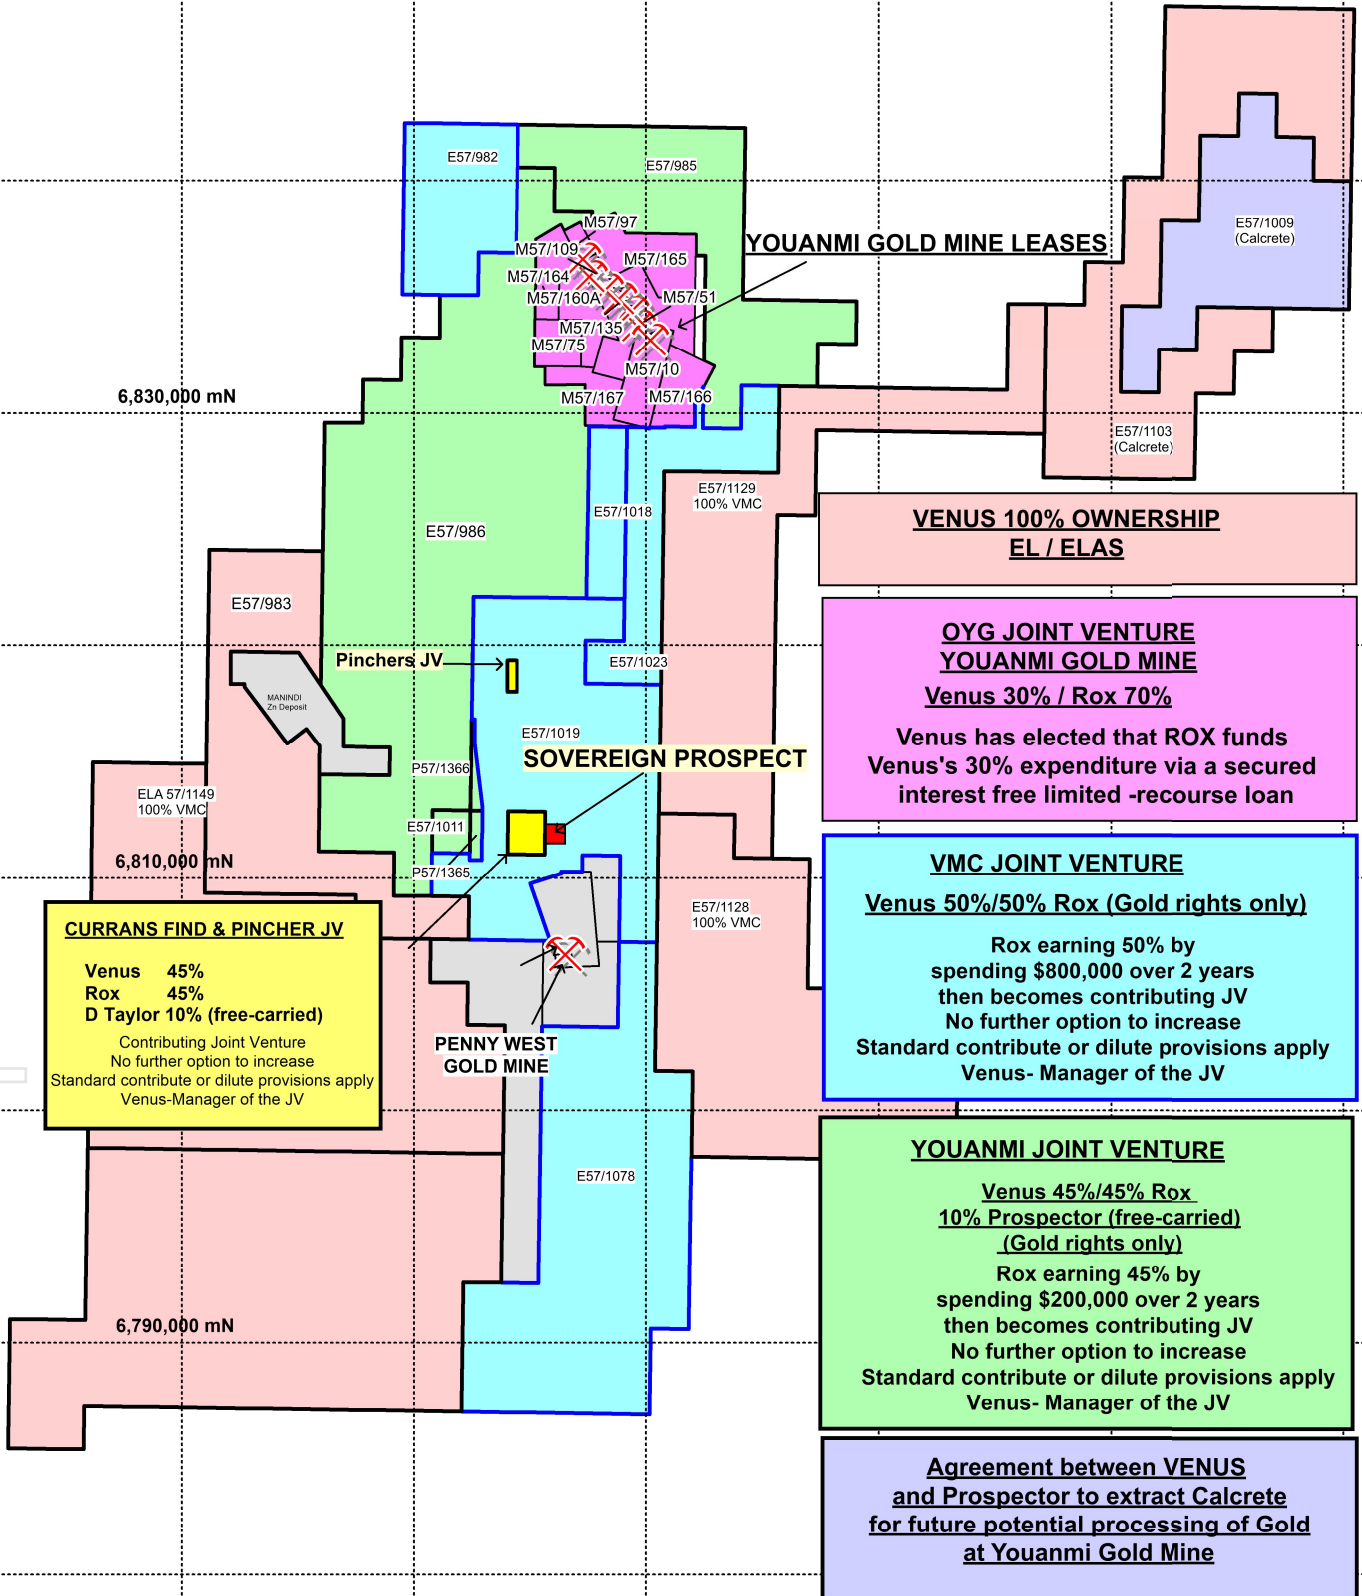 E57/982
E57/985
M57/97
M57/109
M57/165
M57/164
M57/160A
M57/51
M57/135
M57/75
M57/10
M57/167
M57/166
YOUANMI GOLD MINE LEASES
E57/1009
(Calcrete)
6,830,000 mN
E57/1103
(Calcrete)
E57/1129
100% VMC
E57/1018
E57/986
E57/983
Pinchers JV
E57/1023
MANINDI
Zn Deposit
E57/1019
SOVEREIGN PROSPECT
P57/1366
ELA 57/1149
100% VMC
E57/1011
6,810,000 mN
P57/1365
E57/1128
100% VMC
PENNY WEST
GOLD MINE
E57/1078
6,790,000 mN
CURRANS FIND & PINCHER JV
Venus 45%
Rox 45%
D Taylor 10% (free-carried)
Contributing Joint Venture
No further option to increase
Standard contribute or dilute provisions apply
Venus-Manager of the JV
VENUS 100% OWNERSHIP
EL / ELAS
OYG JOINT VENTURE
YOUANMI GOLD MINE
Venus 30% / Rox 70%
Venus has elected that ROX funds
Venus's 30% expenditure via a secured
interest free limited -recourse loan
VMC JOINT VENTURE
Venus 50%/50% Rox (Gold rights only)
Rox earning 50% by
spending $800,000 over 2 years
then becomes contributing JV
No further option to increase
Standard contribute or dilute provisions apply
Venus- Manager of the JV
YOUANMI JOINT VENTURE
Venus 45%/45% Rox
10% Prospector (free-carried)
(Gold rights only)
Rox earning 45% by
spending $200,000 over 2 years
then becomes contributing JV
No further option to increase
Standard contribute or dilute provisions apply
Venus- Manager of the JV
Agreement between VENUS
and Prospector to extract Calcrete
for future potential processing of Gold
at Youanmi Gold Mine